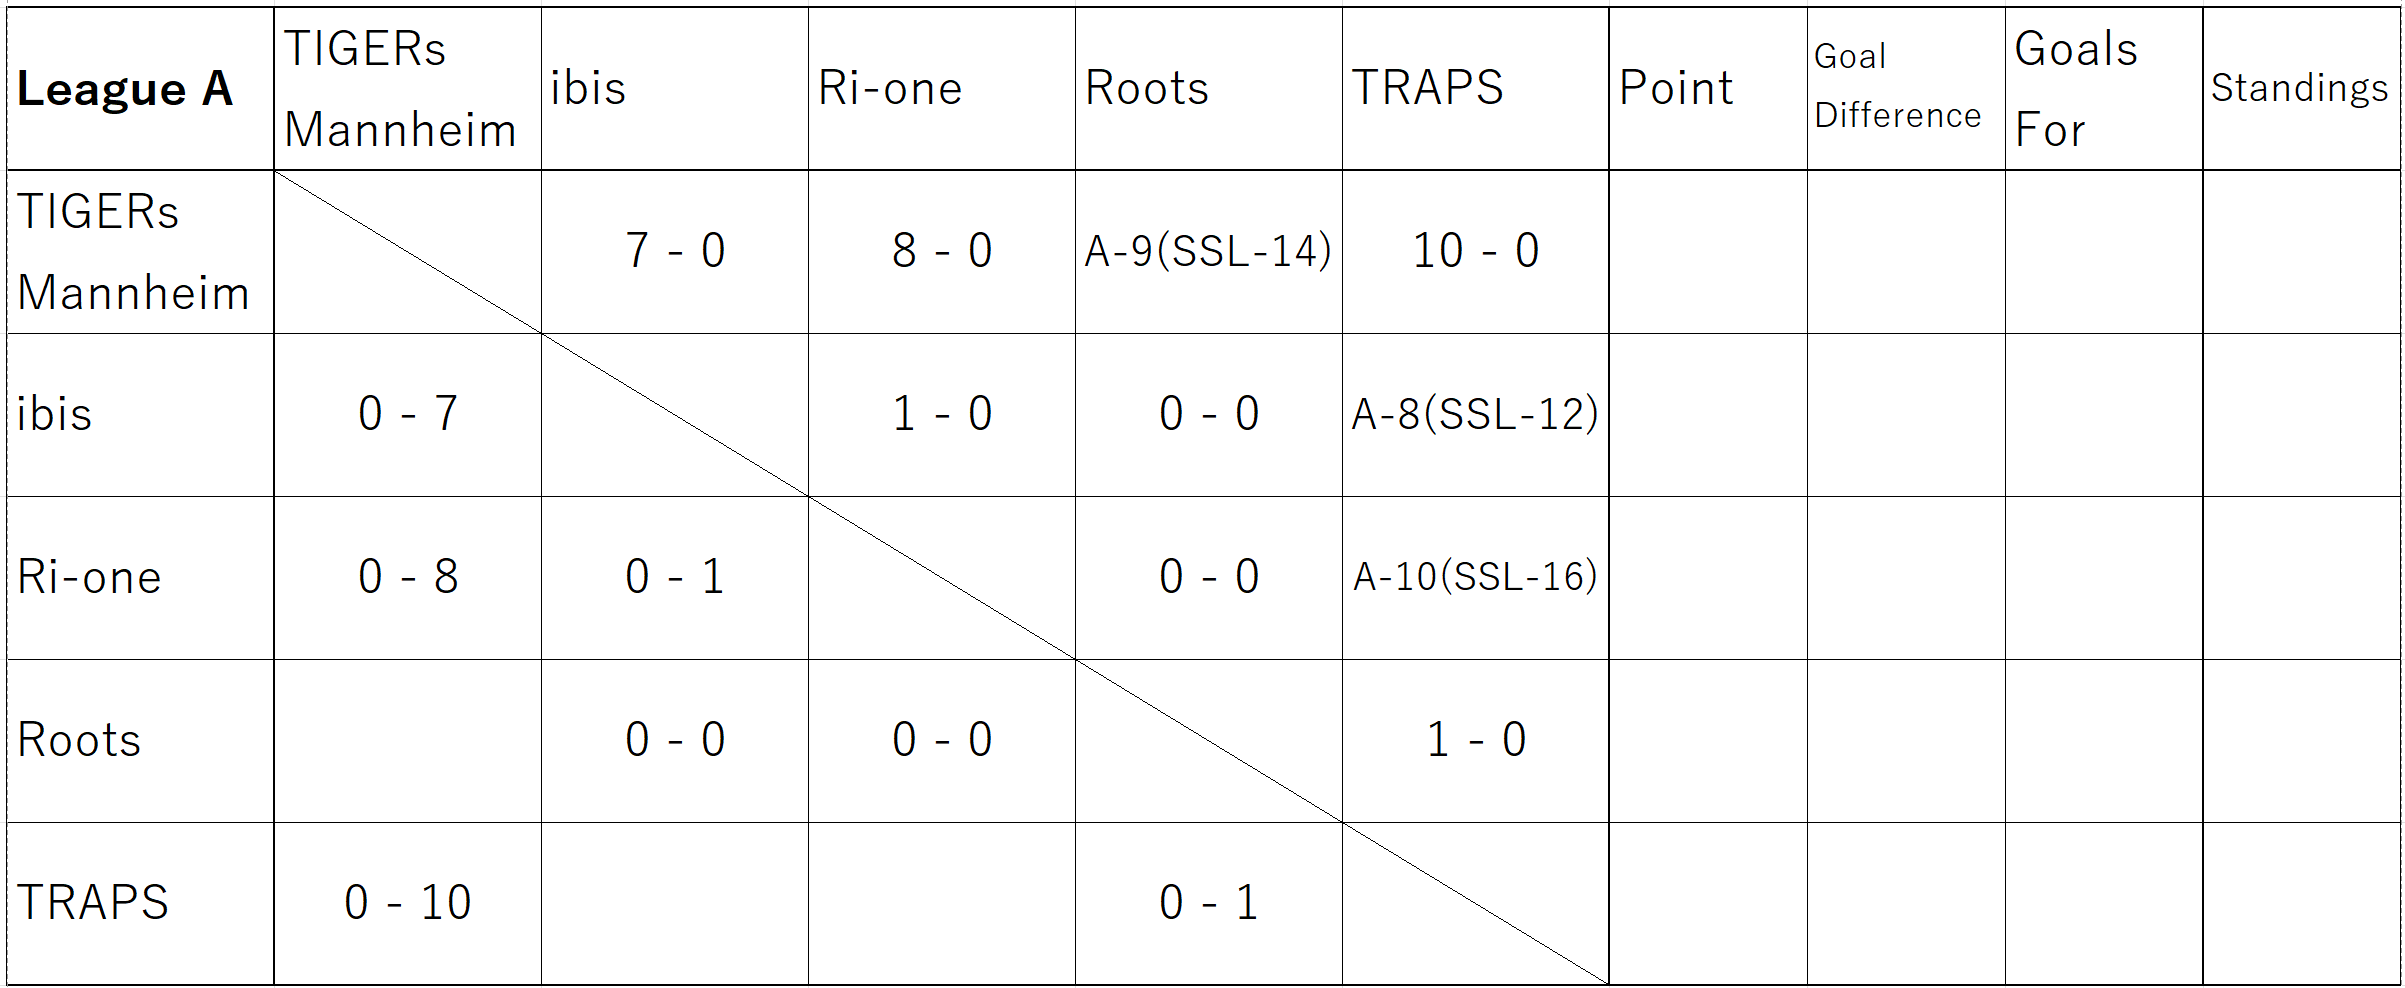 League A TIGERs Mannheim ibis Ri-one Roots TRAPS Point Goal Difference Goals For Standings
TIGERs Mannheim 7 - 0 8 - 0 A-9(SSL-14) 10 - 0
ibis 0 - 7 1 - 0 0 - 0 A-8(SSL-12)
Ri-one 0 - 8 0 - 1 0 - 0 A-10(SSL-16)
Roots 0 - 0 0 - 0 1 - 0
TRAPS 0 - 10 0 - 1